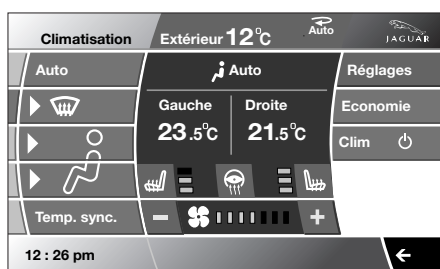 Climatisation
Extérieur 12°C
Auto
JAGUAR
Auto
Auto
Réglages
Gauche
Droite
Economie
23.5°C
21.5°C
Clim
Temp. sync.
12 : 26 pm